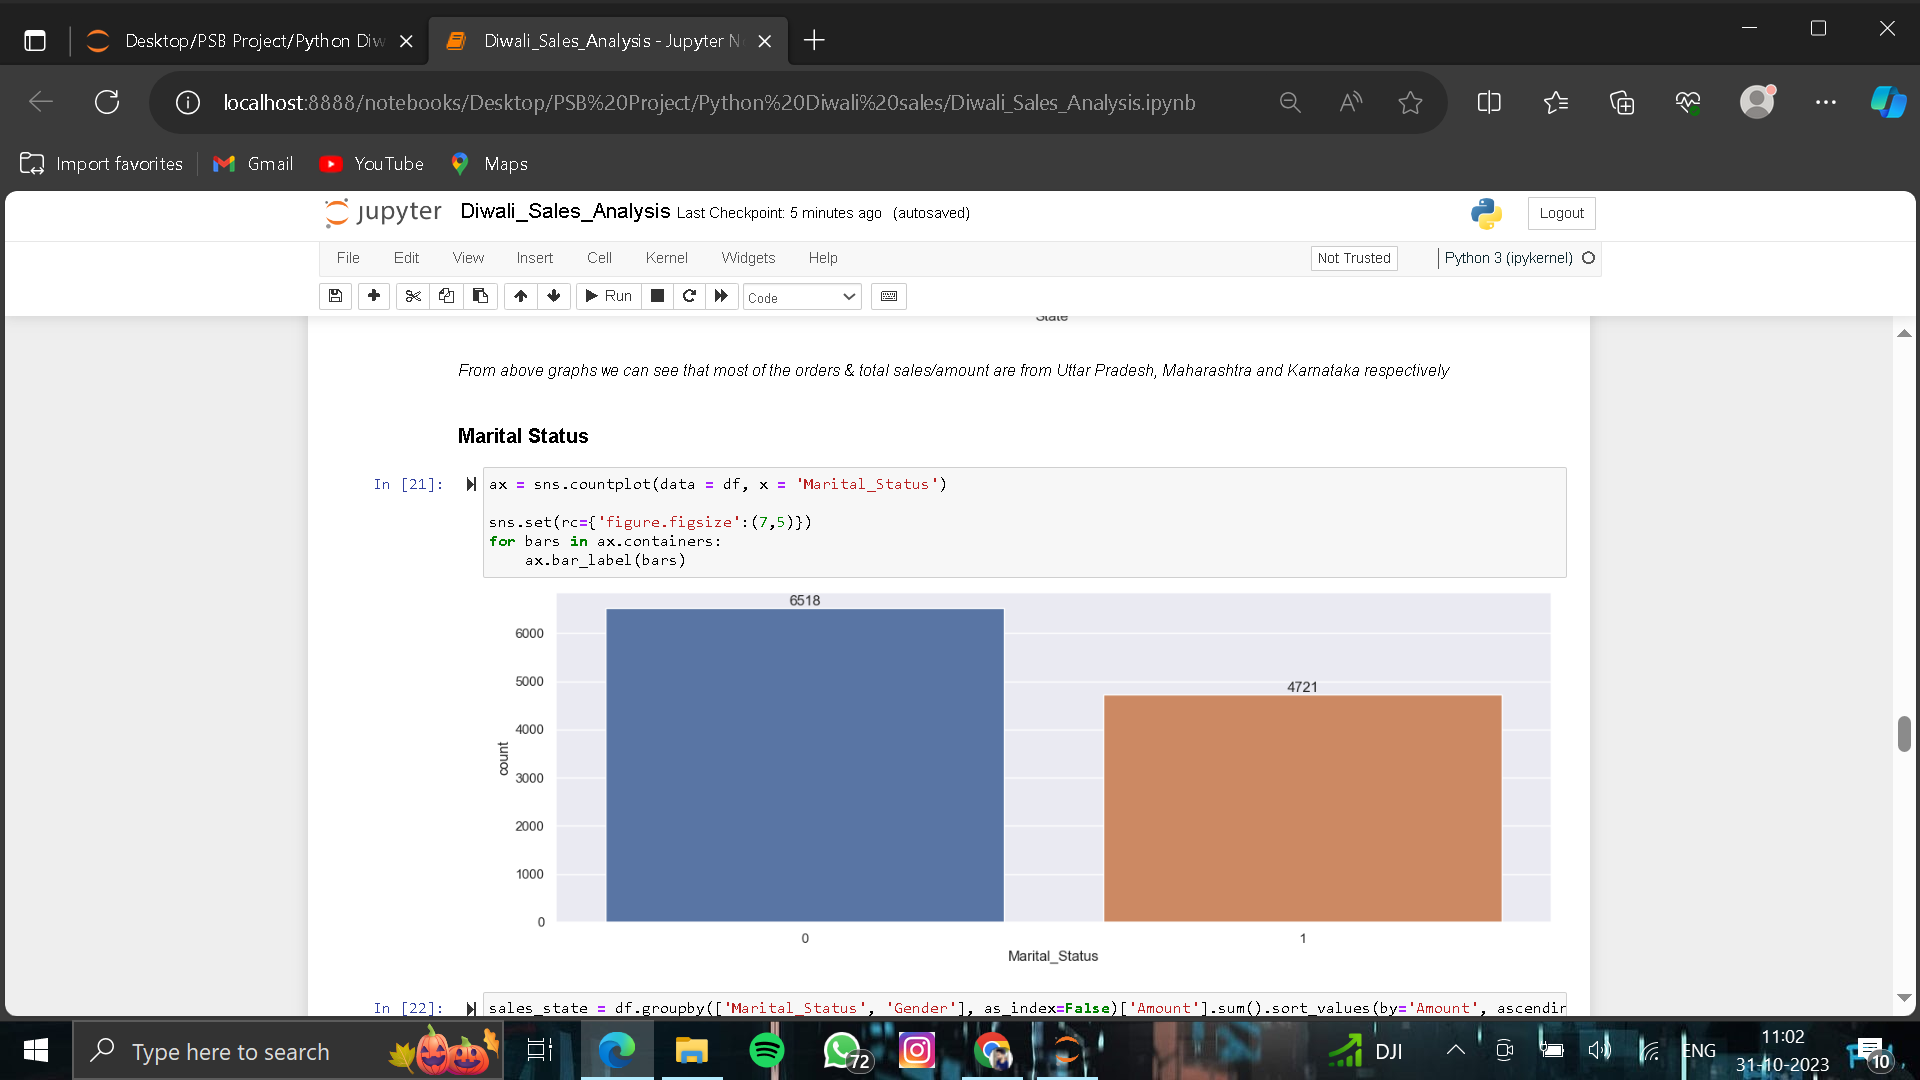 Desktop/PSB Project/Python Diw
Diwali_Sales_Analysis - Jupyter N
localhost:8888/notebooks/Desktop/PSB%20Project/Python%20Diwali%20sales/Diwali_Sales_Analysis.ipynb
Import favorites
Gmail
YouTube
Maps
jupyter
Diwali_Sales_Analysis Last Checkpoint: 5 minutes ago (autosaved)
Logout
File Edit View Insert Cell Kernel Widgets Help
Not Trusted
Python 3 (ipykernel)
Run
Code
State
From above graphs we can see that most of the orders & total sales/amount are from Uttar Pradesh, Maharashtra and Karnataka respectively
Marital Status
In [21]:
ax = sns.countplot(data = df, x = 'Marital_Status')
sns.set(rc={'figure.figsize':(7,5)})
for bars in ax.containers:
    ax.bar_label(bars)
6518
4721
6000
5000
4000
3000
2000
1000
0
count
0
1
Marital_Status
In [22]:
sales_state = df.groupby(['Marital_Status', 'Gender'], as_index=False)['Amount'].sum().sort_values(by='Amount', ascendin
Type here to search
72
DJI
ENG
11:02
31-10-2023
10